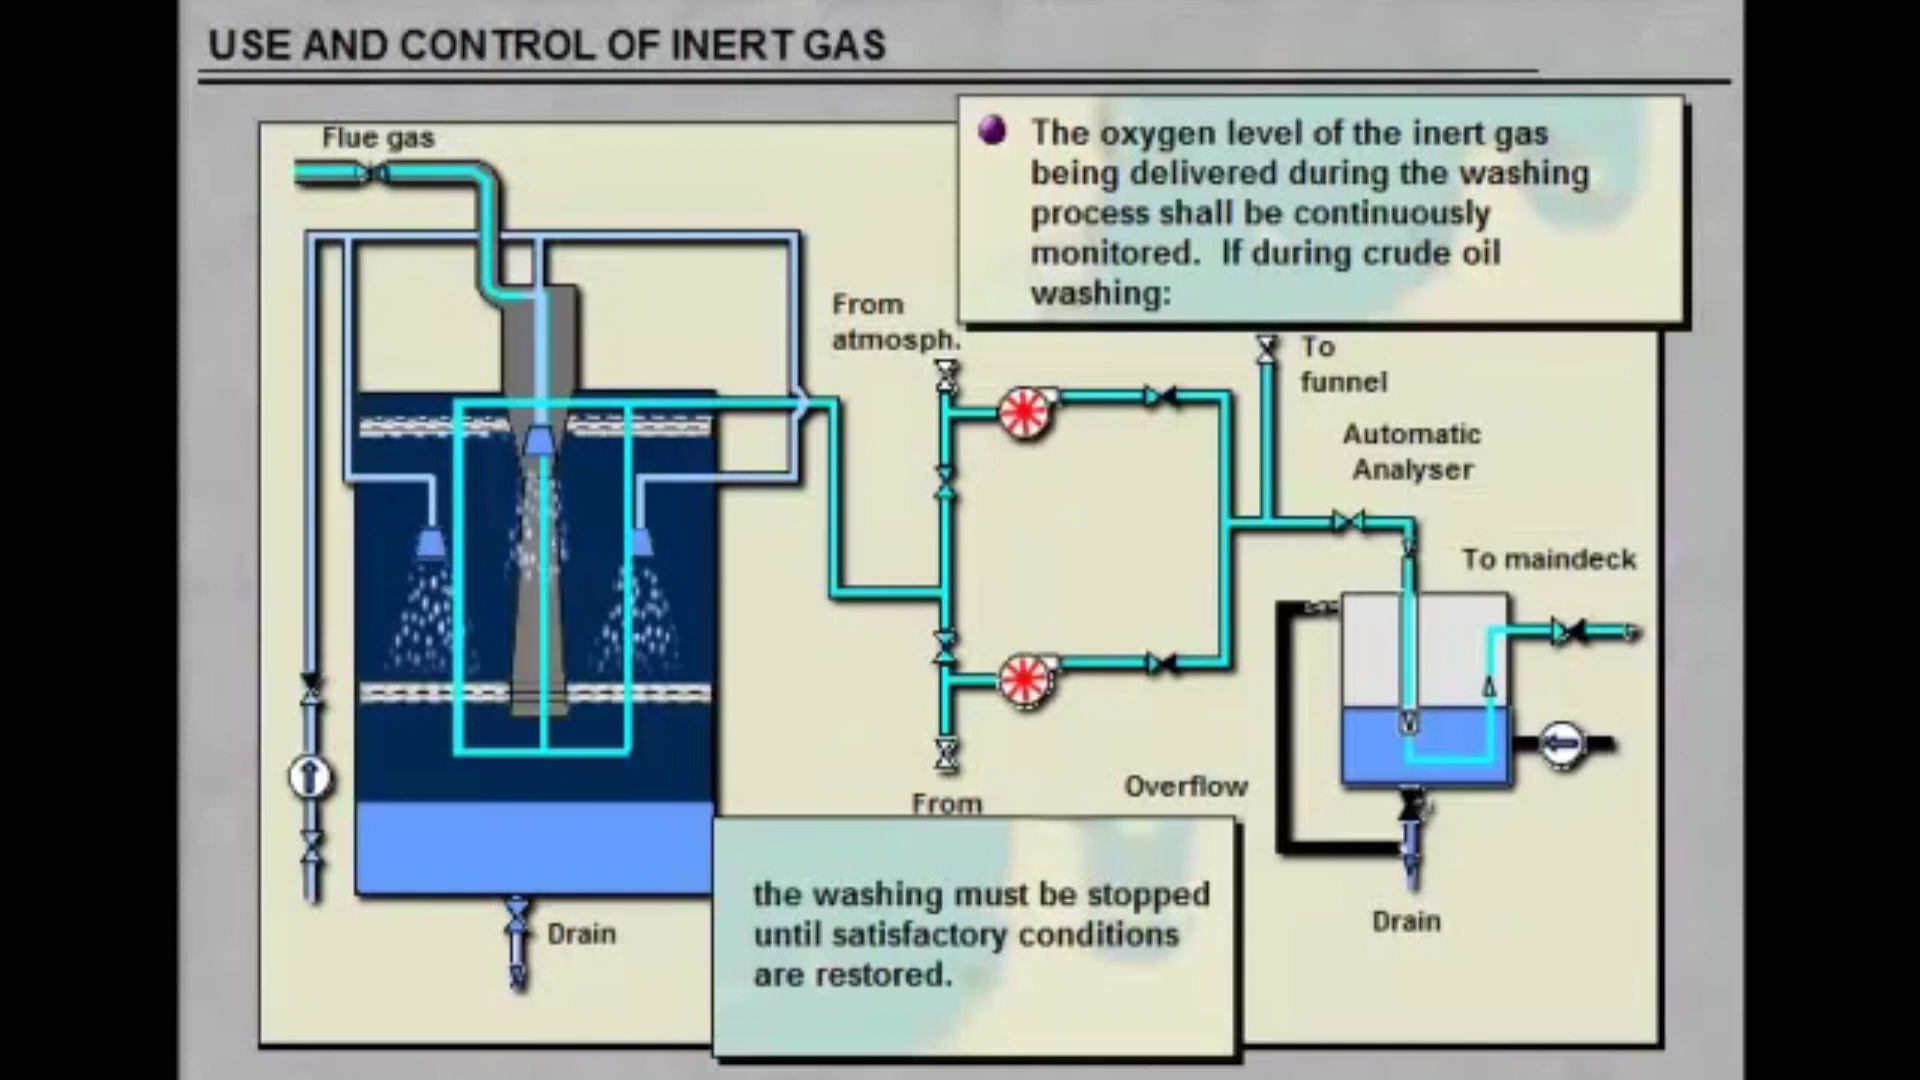 USE AND CONTROL OF INERT GAS
Flue gas
The oxygen level of the inert gas
being delivered during the washing
process shall be continuously
monitored. If during crude oil
washing:
From
atmosph.
To
funnel
Automatic
Analyser
To maindeck
Overflow
From
the washing must be stopped
until satisfactory conditions
are restored.
Drain
Drain